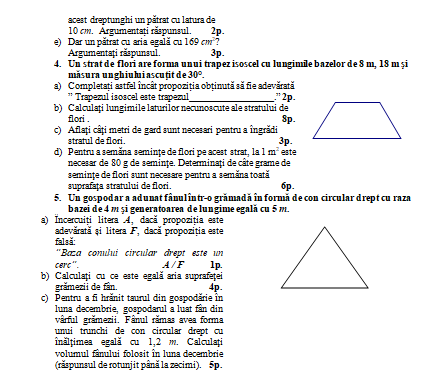 acest dreptunghi un pătrat cu latura de
10 cm. Argumentați răspunsul. 2p.
e) Dar un pătrat cu aria egală cu 169 cm²?
Argumentați răspunsul. 3p.
4. Un strat de flori are forma unui trapez isoscel cu lungimile bazelor de 8 m, 18 m și
măsura unghiului ascuțit de 30°.
a) Completați astfel încât propoziția obținută să fie adevărată
” Trapezul isoscel este trapezul____________________.” 2p.
b) Calculați lungimile laturilor necunoscute ale stratului de
flori . 8p.
c) Aflați câți metri de gard sunt necesari pentru a îngrădi
stratul de flori. 3p.
d) Pentru a semăna semințe de flori pe acest strat, la 1 m² este
necesar de 80 g de semințe. Determinați de câte grame de
semințe de flori sunt necesare pentru a semăna toată
suprafața stratului de flori. 6p.
5. Un gospodar a adunat fânul într-o grămadă în formă de con circular drept cu raza
bazei de 4 m și generatoarea de lungime egală cu 5 m.
a) Încercuiți litera A, dacă propoziția este
adevărată și litera F, dacă propoziția este
falsă:
“Baza conului circular drept este un
cerc”. A / F 1p.
b) Calculați cu ce este egală aria suprafeței
grămezii de fân. 4p.
c) Pentru a fi hrănit taurul din gospodărie în
luna decembrie, gospodarul a luat fân din
vârful grămezii. Fânul rămas avea forma
unui trunchi de con circular drept cu
înălțimea egală cu 1,2 m. Calculați
volumul fânului folosit în luna decembrie
(răspunsul de rotunjit până la zecimi). 5p.